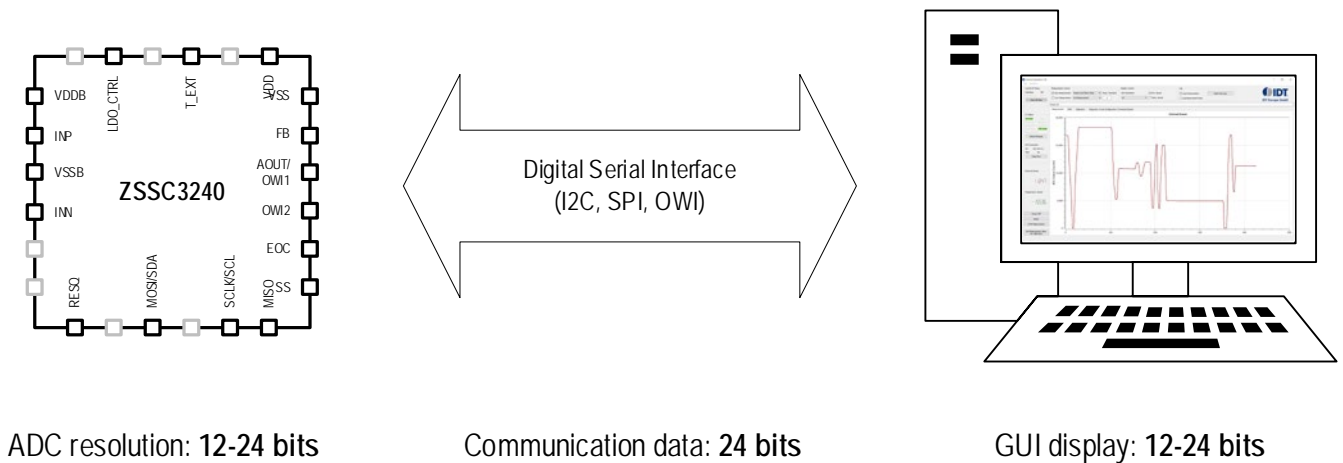 LDO_CTRL
T_EXT
VDD
VDDB
VSS
INP
FB
VSSB
ZSSC3240
AOUT/
OWI1
INN
OWI2
EOC
RESQ
MOSI/SDA
SCLK/SCL
MISO
SS
Digital Serial Interface
(I2C, SPI, OWI)
IDT
ADC resolution: 12-24 bits
Communication data: 24 bits
GUI display: 12-24 bits